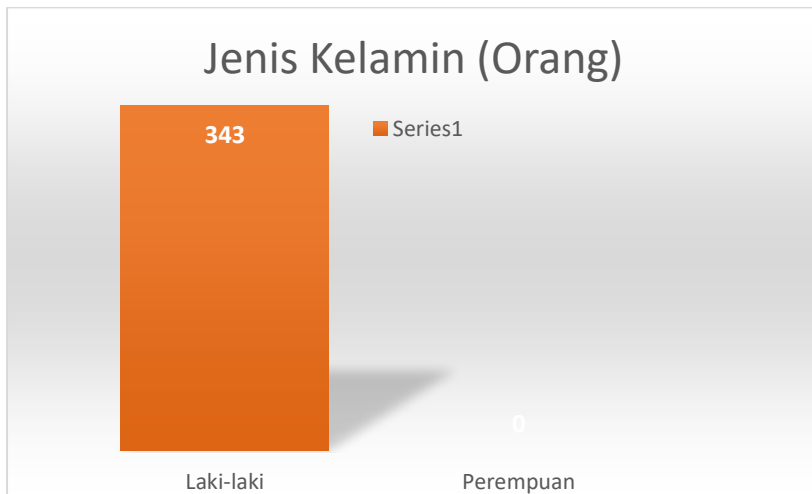 Jenis Kelamin (Orang)
343
Series1
0
Laki-laki
Perempuan